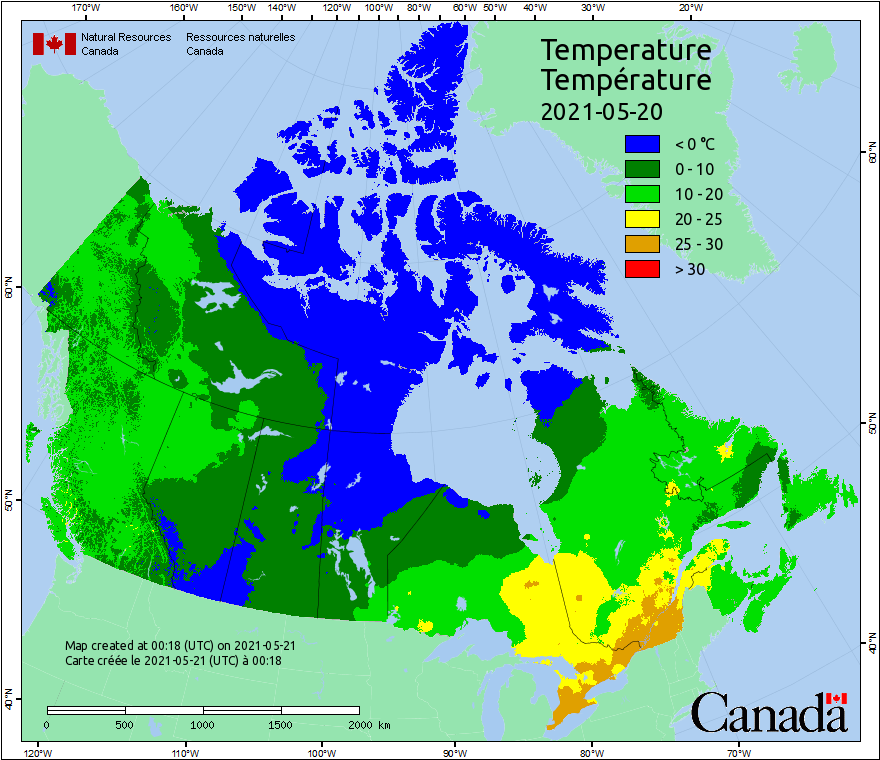 170°W 160°W 150°W 140°W 130°W 120°W 110°W 100°W 90°W 80°W 70°W 60°W 50°W 40°W 30°W 20°W
Natural Resources Canada
Ressources naturelles Canada
Temperature
Température
2021-05-20
< 0 °C
0 - 10
10 - 20
20 - 25
25 - 30
> 30
60°N
50°N
40°N
60°N
50°N
40°N
Map created at 00:18 (UTC) on 2021-05-21
Carte créée le 2021-05-21 (UTC) à 00:18
0 500 1000 1500 2000 km
Canada
120°W 110°W 100°W 90°W 80°W 70°W